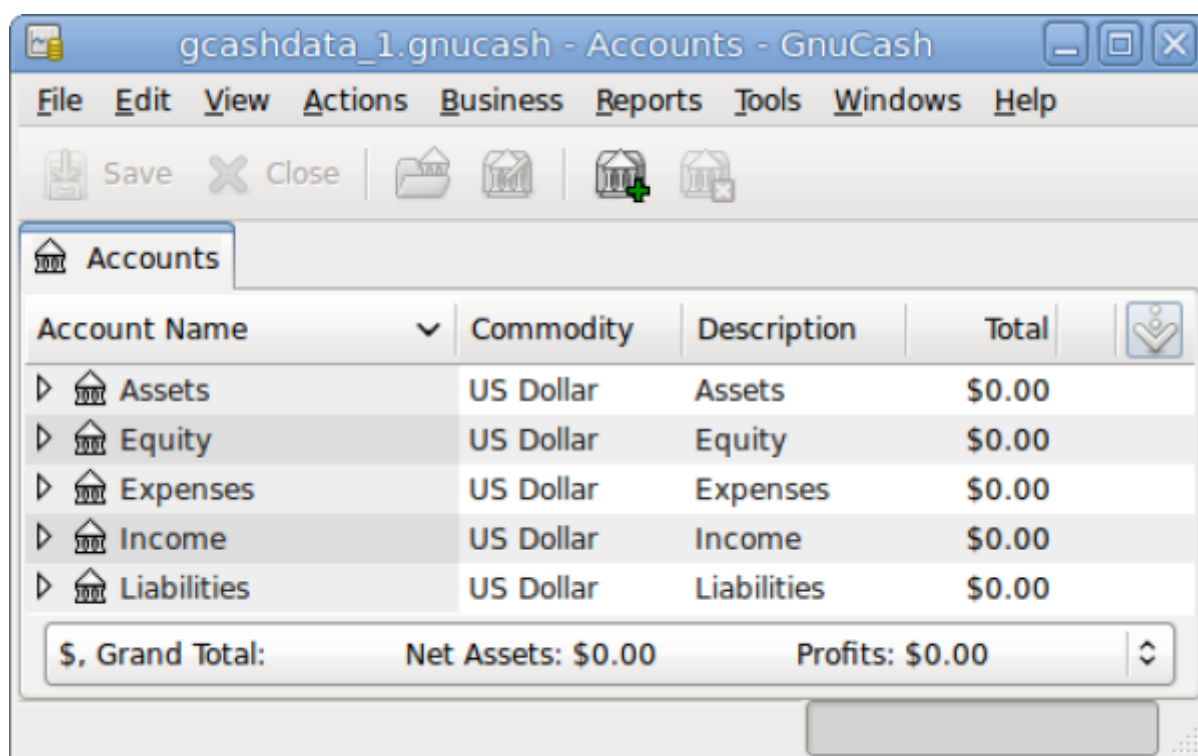 gcashdata_1.gnucash - Accounts - GnuCash
File Edit View Actions Business Reports Tools Windows Help
Save Close
Accounts
Account Name Commodity Description Total
Assets US Dollar Assets $0.00
Equity US Dollar Equity $0.00
Expenses US Dollar Expenses $0.00
Income US Dollar Income $0.00
Liabilities US Dollar Liabilities $0.00
$, Grand Total: Net Assets: $0.00 Profits: $0.00